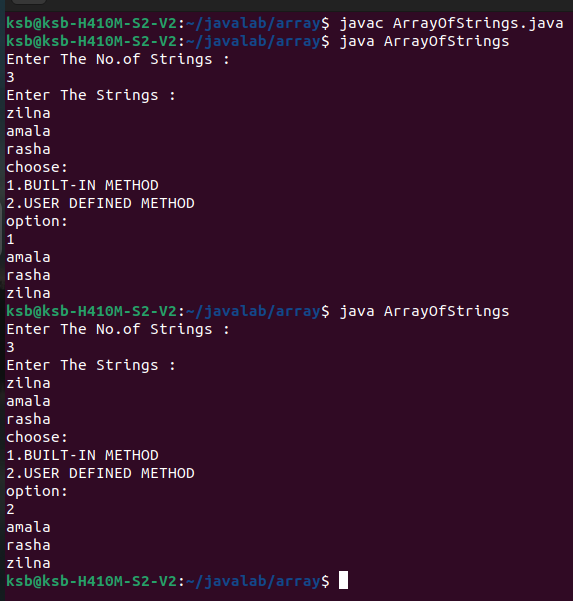 ksb@ksb-H410M-S2-V2:~/javalab/array$ javac ArrayOfStrings.java
ksb@ksb-H410M-S2-V2:~/javalab/array$ java ArrayOfStrings
Enter The No.of Strings :
3
Enter The Strings :
zilna
amala
rasha
choose:
1.BUILT-IN METHOD
2.USER DEFINED METHOD
option:
1
amala
rasha
zilna
ksb@ksb-H410M-S2-V2:~/javalab/array$ java ArrayOfStrings
Enter The No.of Strings :
3
Enter The Strings :
zilna
amala
rasha
choose:
1.BUILT-IN METHOD
2.USER DEFINED METHOD
option:
2
amala
rasha
zilna
ksb@ksb-H410M-S2-V2:~/javalab/array$